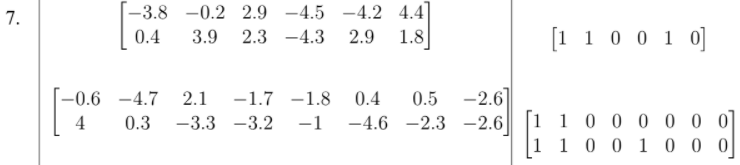 7.
[−3.8 −0.2 2.9 −4.5 −4.2 4.4]
[0.4 3.9 2.3 −4.3 2.9 1.8]
[1 1 0 0 1 0]
[−0.6 −4.7 2.1 −1.7 −1.8 0.4 0.5 −2.6]
[4 0.3 −3.3 −3.2 −1 −4.6 −2.3 −2.6]
[1 1 0 0 0 0 0 0]
[1 1 0 0 1 0 0 0]